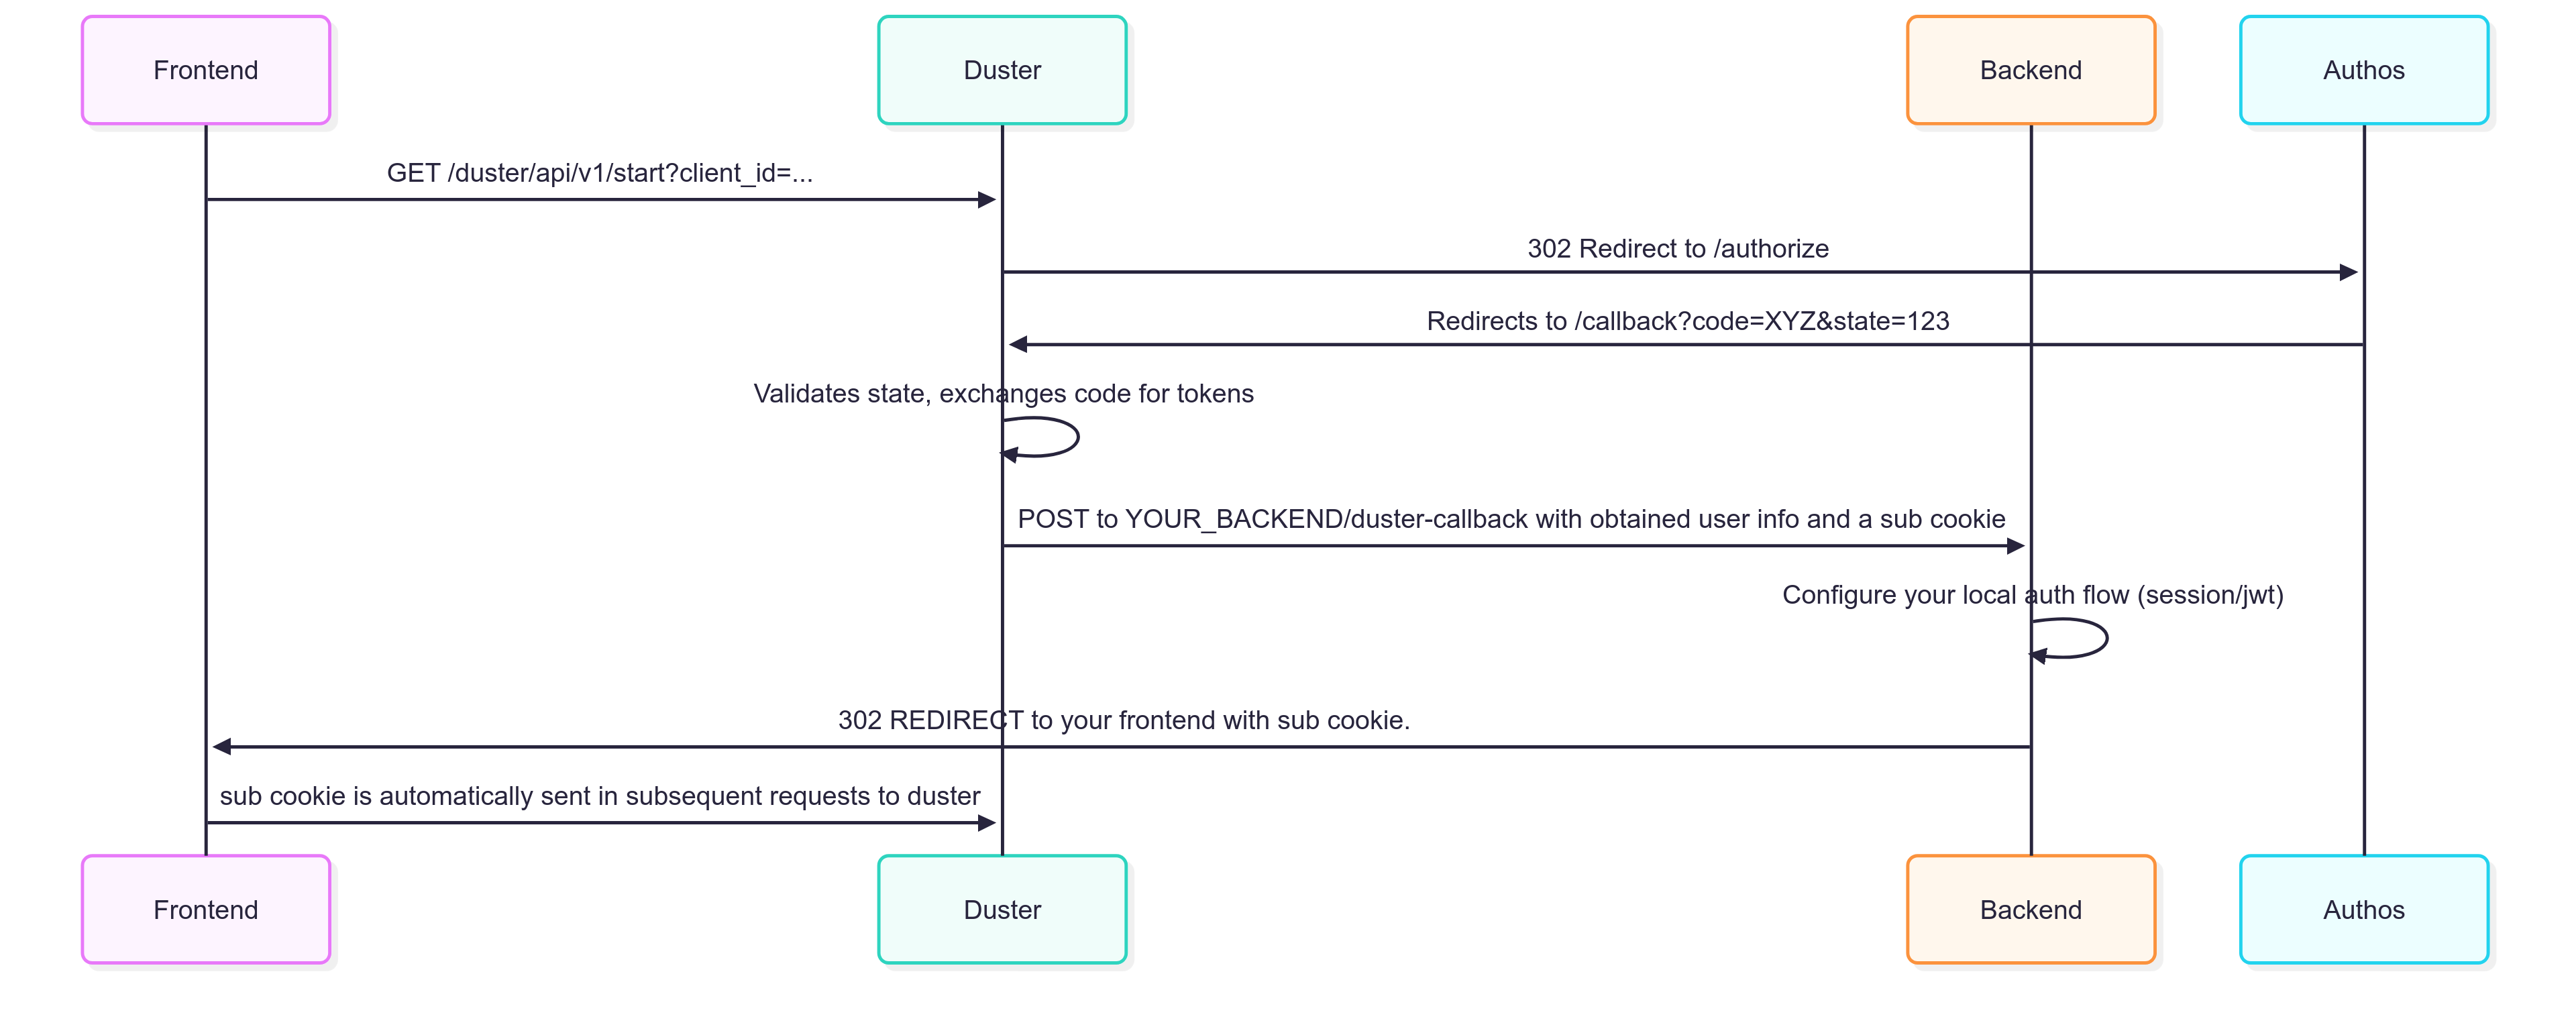 Frontend
Duster
Backend
Authos
GET /duster/api/v1/start?client_id=...
302 Redirect to /authorize
Redirects to /callback?code=XYZ&state=123
Validates state, exchanges code for tokens
POST to YOUR_BACKEND/duster-callback with obtained user info and a sub cookie
Configure your local auth flow (session/jwt)
302 REDIRECT to your frontend with sub cookie.
sub cookie is automatically sent in subsequent requests to duster
Frontend
Duster
Backend
Authos